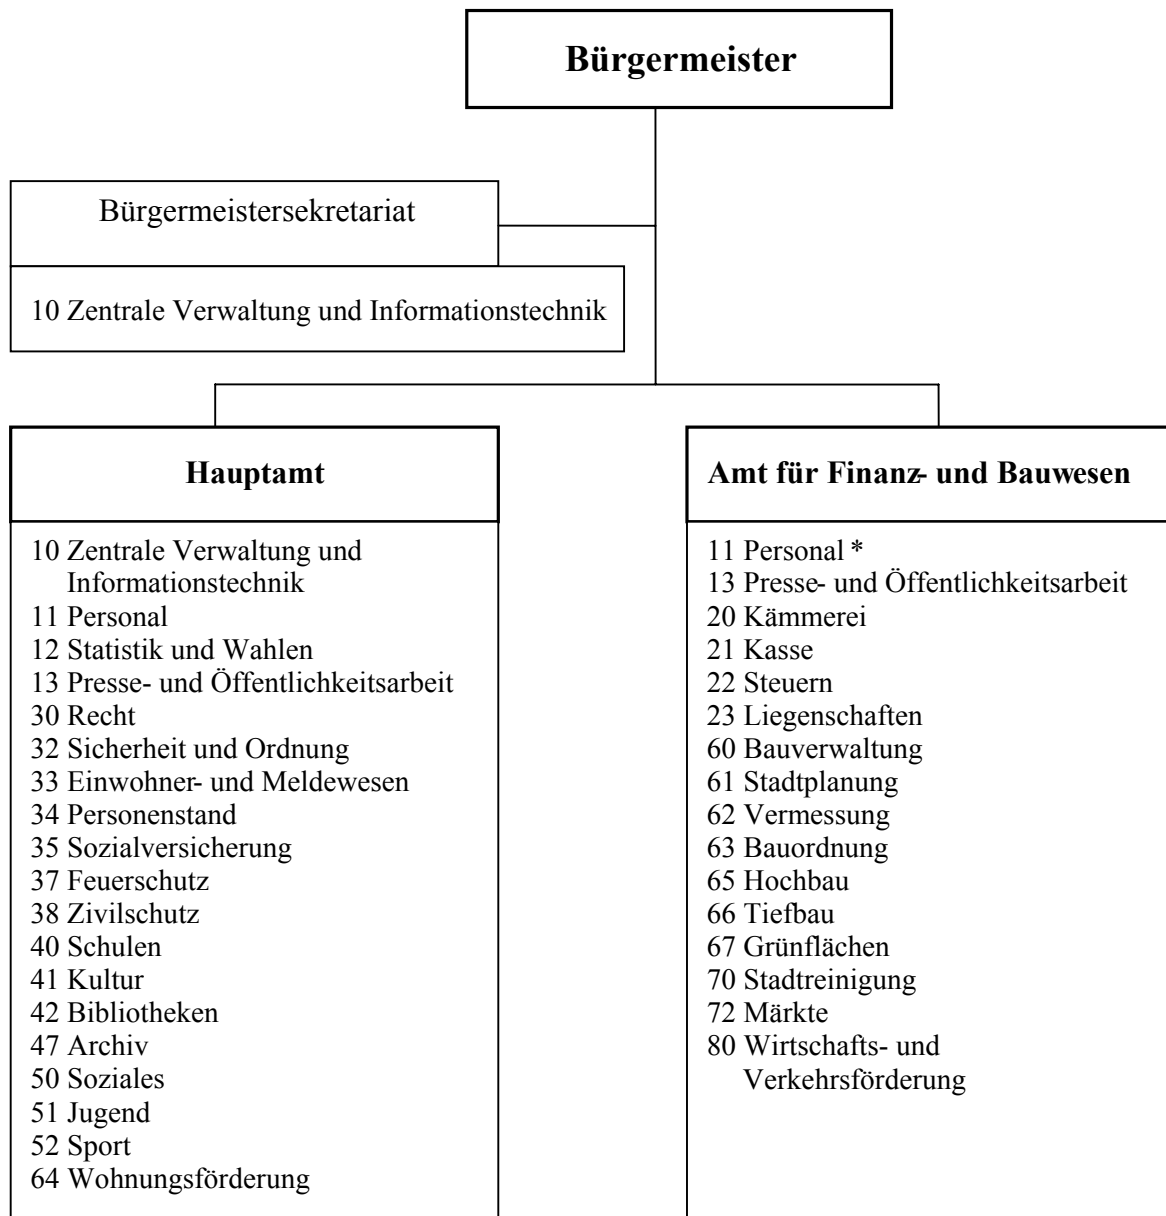 Bürgermeister
Bürgermeistersekretariat
10 Zentrale Verwaltung und Informationstechnik
Hauptamt
10 Zentrale Verwaltung und
Informationstechnik
11 Personal
12 Statistik und Wahlen
13 Presse- und Öffentlichkeitsarbeit
30 Recht
32 Sicherheit und Ordnung
33 Einwohner- und Meldewesen
34 Personenstand
35 Sozialversicherung
37 Feuerschutz
38 Zivilschutz
40 Schulen
41 Kultur
42 Bibliotheken
47 Archiv
50 Soziales
51 Jugend
52 Sport
64 Wohnungsförderung
Amt für Finanz- und Bauwesen
11 Personal *
13 Presse- und Öffentlichkeitsarbeit
20 Kämmerei
21 Kasse
22 Steuern
23 Liegenschaften
60 Bauverwaltung
61 Stadtplanung
62 Vermessung
63 Bauordnung
65 Hochbau
66 Tiefbau
67 Grünflächen
70 Stadtreinigung
72 Märkte
80 Wirtschafts- und
Verkehrsförderung